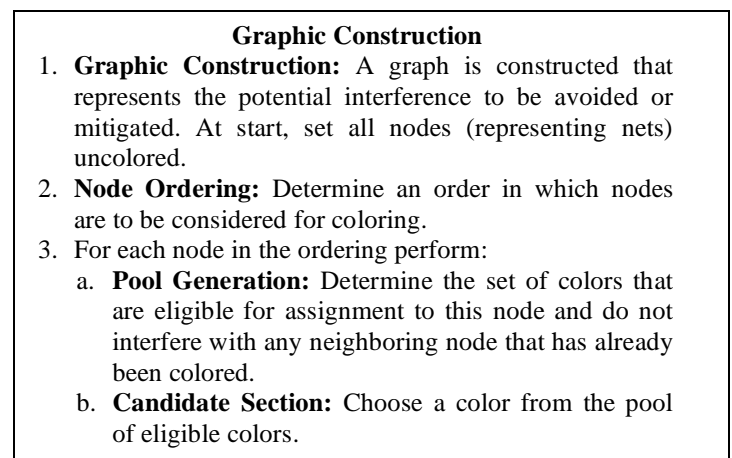 Graphic Construction
1. Graphic Construction: A graph is constructed that
represents the potential interference to be avoided or
mitigated. At start, set all nodes (representing nets)
uncolored.
2. Node Ordering: Determine an order in which nodes
are to be considered for coloring.
3. For each node in the ordering perform:
a. Pool Generation: Determine the set of colors that
are eligible for assignment to this node and do not
interfere with any neighboring node that has already
been colored.
b. Candidate Section: Choose a color from the pool
of eligible colors.